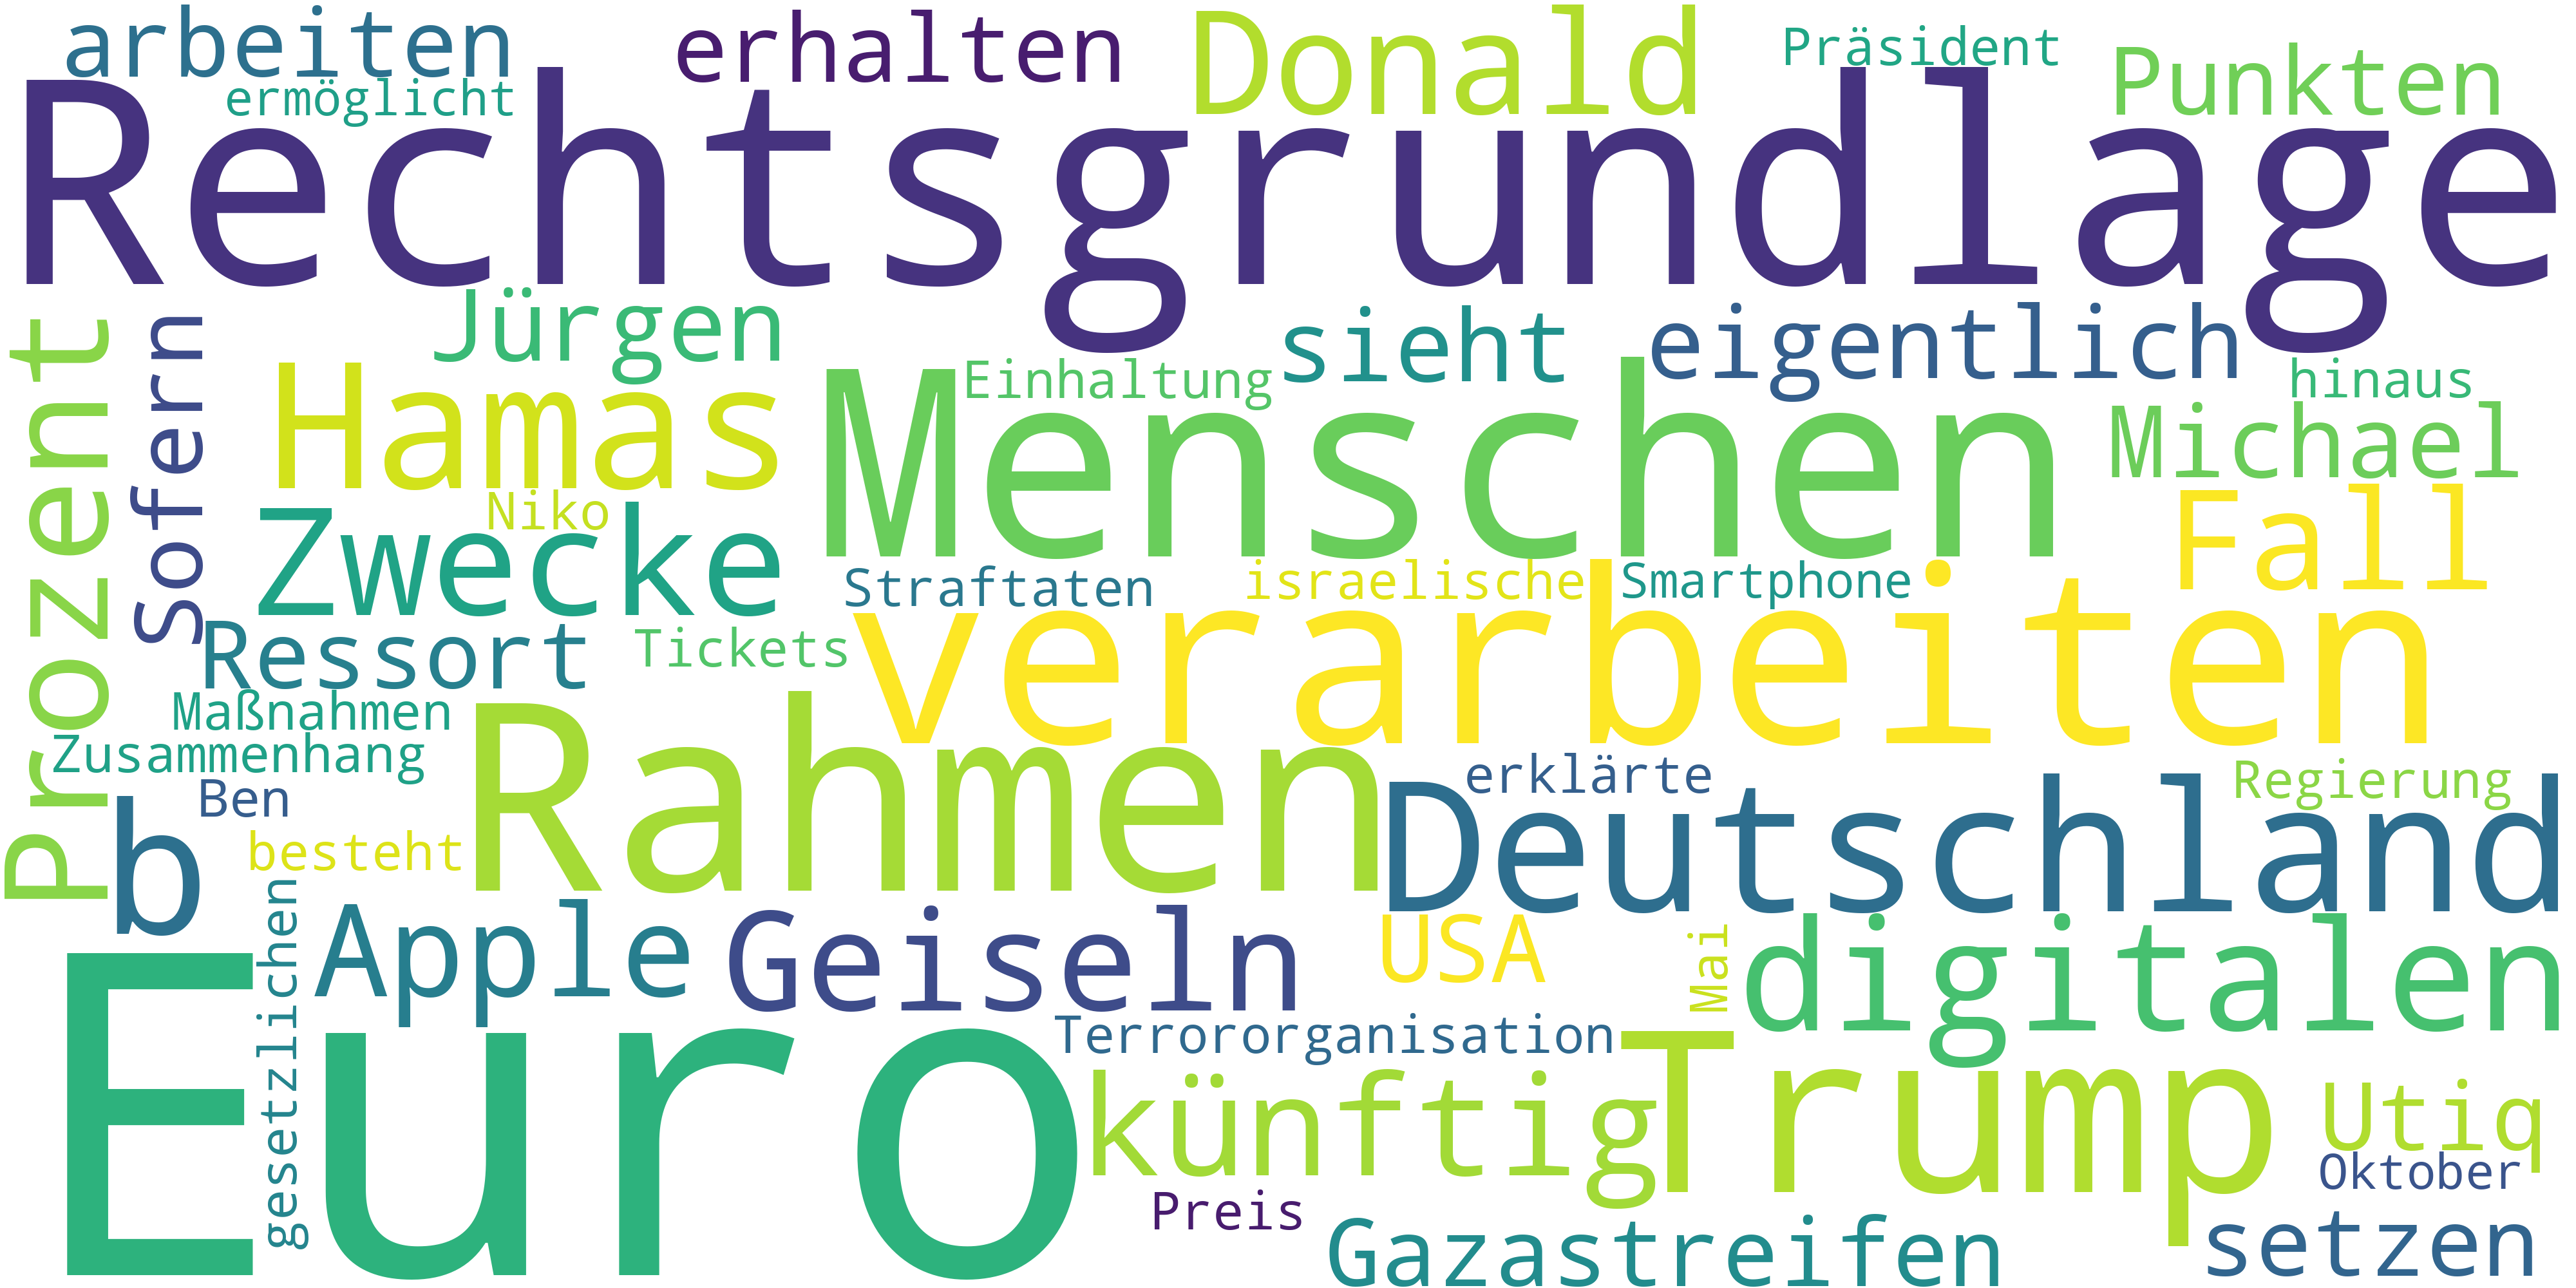 arbeiten
erhalten
Donald
Präsident
Punkten
ermöglicht
Rechtsgrundlage
Prozent
Sofern
Jürgen
sieht
eigentlich
Hamas
Einhaltung
Menschen
hinaus
Michael
Niko
Zwecke
Fall
Straftaten
israelische
Smartphone
Ressort
Tickets
verarbeiten
Maßnahmen
Zusammenhang
Rahmen
Ben
erklärte
Deutschland
Regierung
b
besteht
gesetzlichen
Apple
Geiseln
USA
Mai
digitalen
Euro
Terrororganisation
künftig
Trump
Utiq
Oktober
Preis
Gazastreifen
setzen